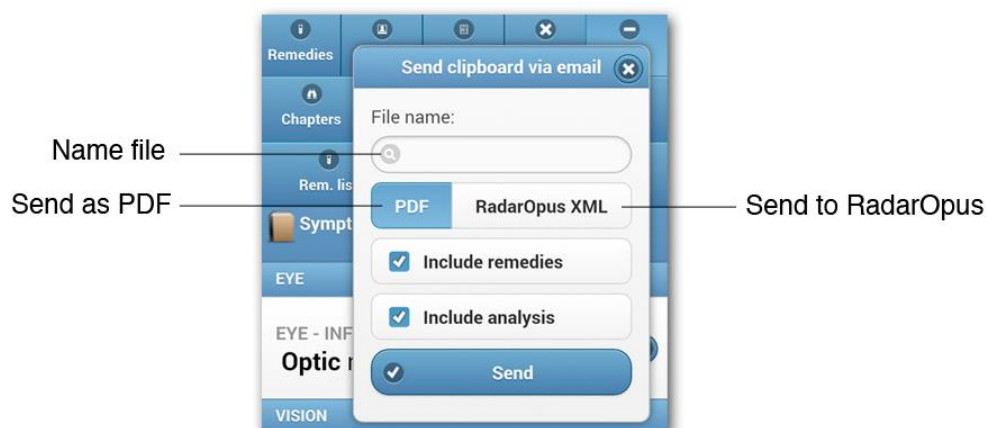 Remedies
Send clipboard via email
Chapters
File name:
Name file
Rem. lis
Send as PDF
PDF
RadarOpus XML
Send to RadarOpus
Sympt
Include remedies
EYE
Include analysis
EYE - INF
Optic
Send
VISION